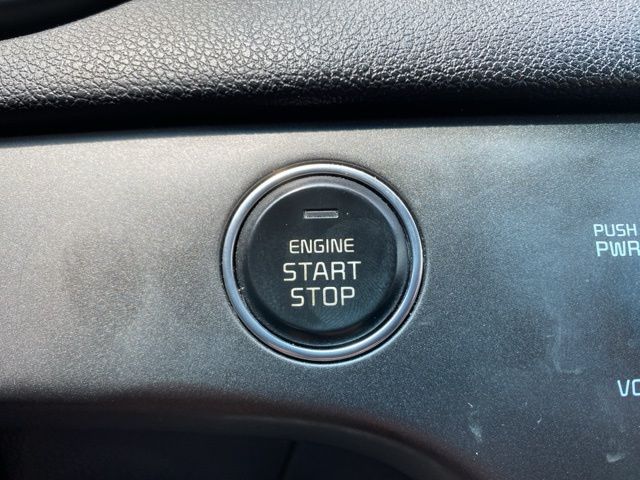 ENGINE
START
STOP
PUSH
PWR
VO